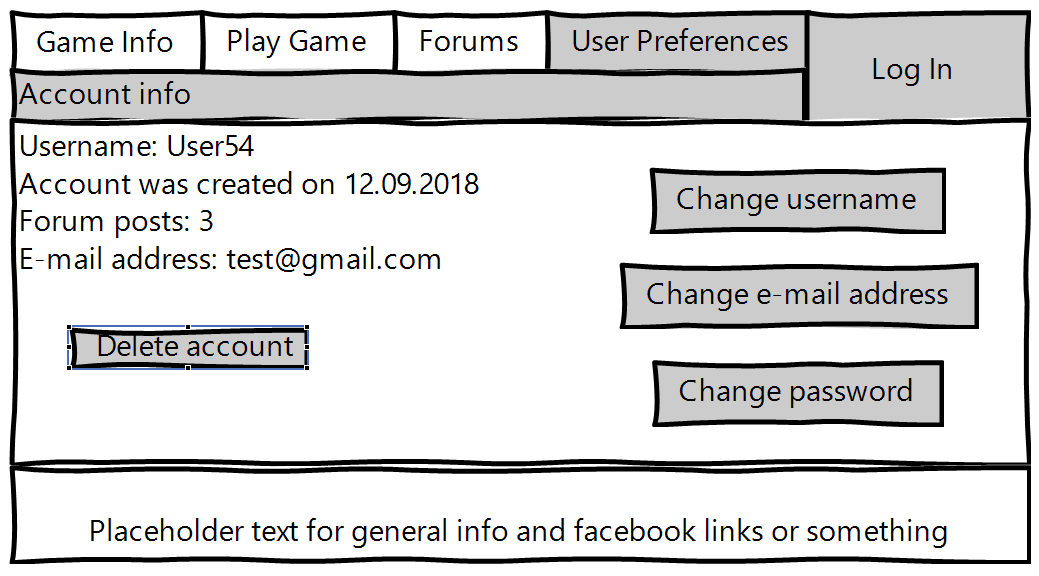 Game Info
Play Game
Forums
User Preferences
Log In
Account info
Username: User54
Account was created on 12.09.2018
Forum posts: 3
E-mail address: test@gmail.com
Change username
Change e-mail address
Delete account
Change password
Placeholder text for general info and facebook links or something